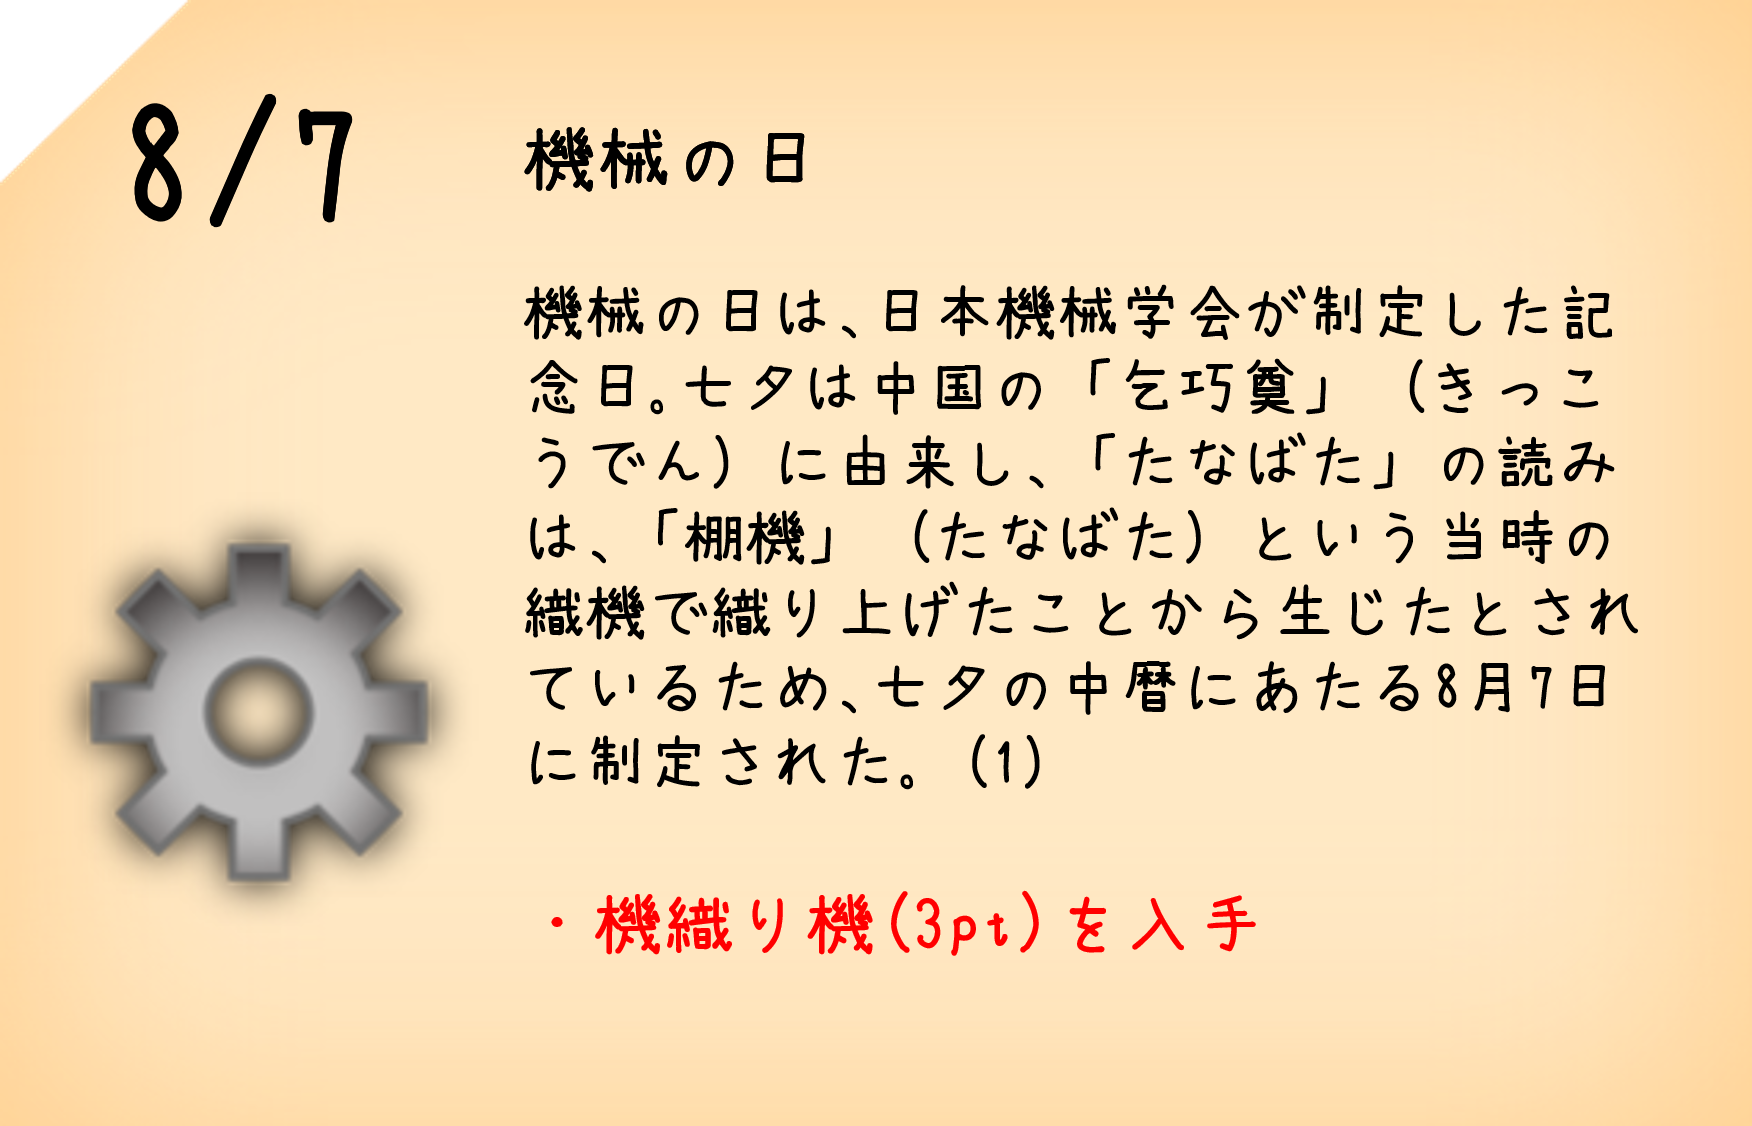 8/7
機械の日
機械の日は、日本機械学会が制定した記
念日。七夕は中国の「乞巧奠」（きっこ
うでん）に由来し、「たなばた」の読み
は、「棚機」（たなばた）という当時の
織機で織り上げたことから生じたとされ
ているため、七夕の中暦にあたる8月7日
に制定された。(1)
・機織り機(3pt)を入手